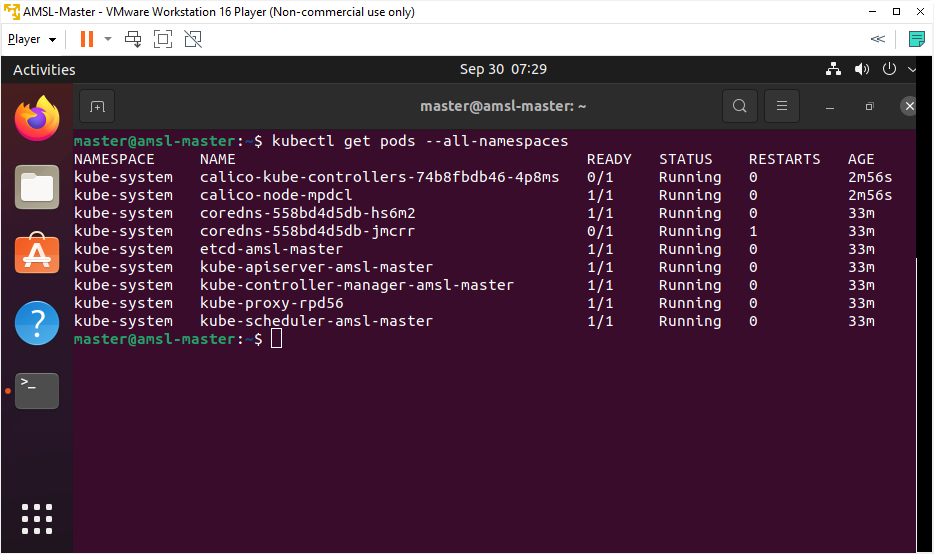 AMSL-Master - VMware Workstation 16 Player (Non-commercial use only)
Player
Activities Sep 30 07:29
master@amsl-master: ~
master@amsl-master:~$ kubectl get pods --all-namespaces
NAMESPACE NAME READY STATUS RESTARTS AGE
kube-system calico-kube-controllers-74b8fbdb46-4p8ms 0/1 Running 0 2m56s
kube-system calico-node-mpdcl 1/1 Running 0 2m56s
kube-system coredns-558bd4d5db-hs6m2 1/1 Running 0 33m
kube-system coredns-558bd4d5db-jmcrr 0/1 Running 1 33m
kube-system etcd-amsl-master 1/1 Running 0 33m
kube-system kube-apiserver-amsl-master 1/1 Running 0 33m
kube-system kube-controller-manager-amsl-master 1/1 Running 0 33m
kube-system kube-proxy-rpd56 1/1 Running 0 33m
kube-system kube-scheduler-amsl-master 1/1 Running 0 33m
master@amsl-master:~$